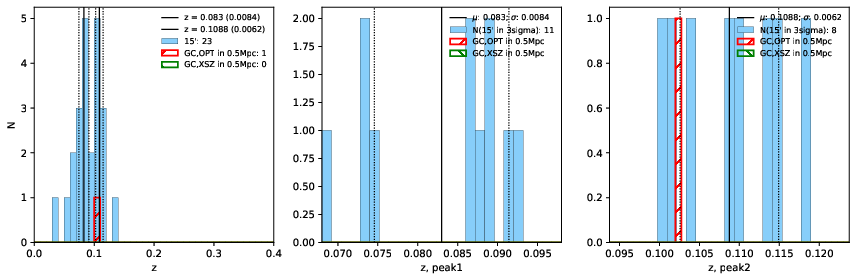 z = 0.083 (0.0084)
z = 0.1088 (0.0062)
15': 23
GC,OPT in 0.5Mpc: 1
GC,XSZ in 0.5Mpc: 0
5
4
3
2
1
0
N
0.0
0.1
0.2
0.3
0.4
z
μ: 0.083; σ: 0.0084
N(15' in 3sigma): 11
GC,OPT in 0.5Mpc
GC,XSZ in 0.5Mpc
2.00
1.75
1.50
1.25
1.00
0.75
0.50
0.25
0.00
0.070
0.075
0.080
0.085
0.090
0.095
z, peak1
μ: 0.1088; σ: 0.0062
N(15' in 3sigma): 8
GC,OPT in 0.5Mpc
GC,XSZ in 0.5Mpc
1.0
0.8
0.6
0.4
0.2
0.0
0.095
0.100
0.105
0.110
0.115
0.120
z, peak2